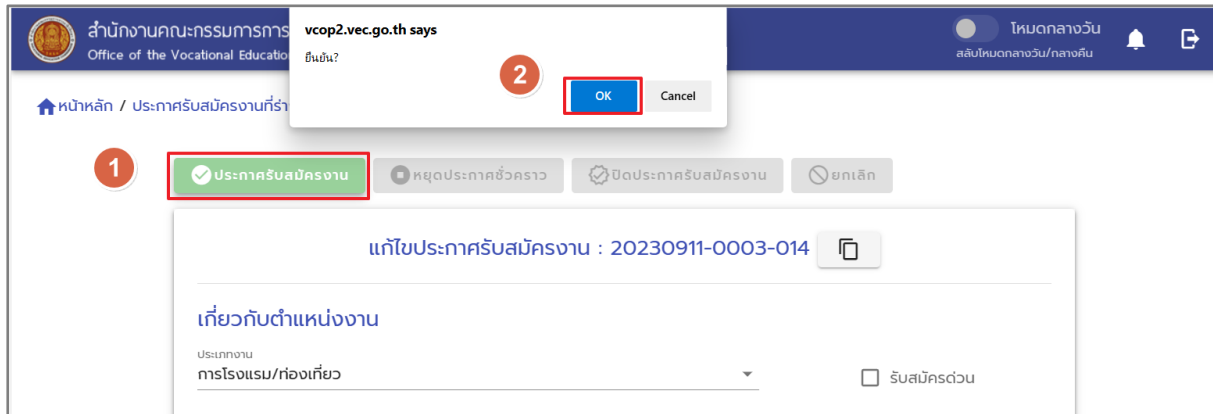 สำนักงานคณะกรรมการการ
Office of the Vocational Educatio
vcop2.vec.go.th says
ยืนยัน?
2
OK
Cancel
โหมดกลางวัน
สลับโหมดกลางวัน/กลางคืน
หน้าหลัก / ประกาศรับสมัครงานที่ร่า
1
ประกาศรับสมัครงาน
หยุดประกาศชั่วคราว
ปิดประกาศรับสมัครงาน
ยกเลิก
แก้ไขประกาศรับสมัครงาน : 20230911-0003-014
เกี่ยวกับตำแหน่งงาน
ประเภทงาน
การโรงแรม/ท่องเที่ยว
รับสมัครด่วน